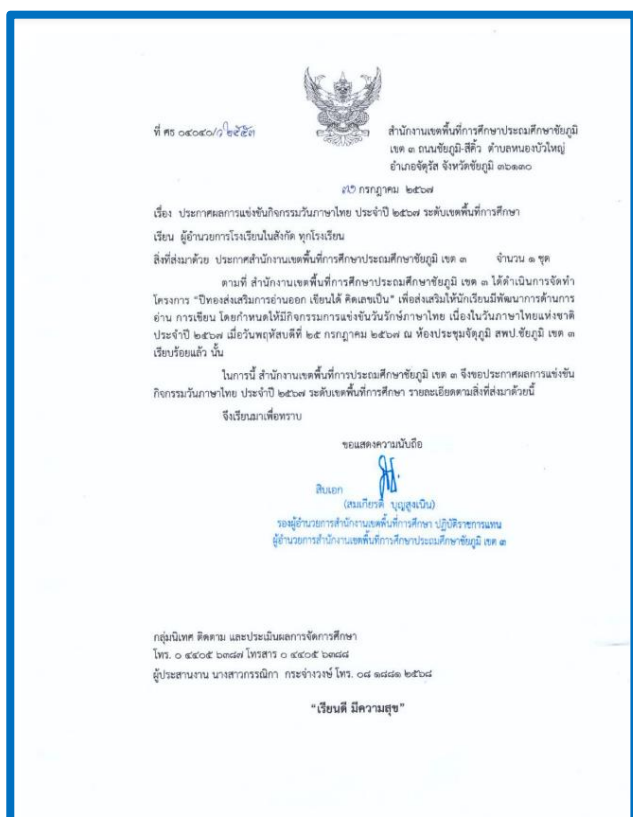 ที่ ศธ ๐๔๐๔๐/ว๒๕๕๓
สำนักงานเขตพื้นที่การศึกษาประถมศึกษาชัยภูมิ
เขต ๓ ถนนชัยภูมิ-สีคิ้ว ตำบลหนองบัวใหญ่
อำเภอจัตุรัส จังหวัดชัยภูมิ ๓๖๑๓๐
กรกฎาคม ๒๕๖๗
เรื่อง ประกาศผลการแข่งขันกิจกรรมวันภาษาไทย ประจำปี ๒๕๖๗ ระดับเขตพื้นที่การศึกษา
เรียน ผู้อำนวยการโรงเรียนในสังกัด ทุกโรงเรียน
สิ่งที่ส่งมาด้วย ประกาศสำนักงานเขตพื้นที่การศึกษาประถมศึกษาชัยภูมิ เขต ๓ จำนวน ๑ ชุด
ตามที่ สำนักงานเขตพื้นที่การศึกษาประถมศึกษาชัยภูมิ เขต ๓ ได้ดำเนินการจัดทำ
โครงการ “ปีทองส่งเสริมการอ่านออก เขียนได้ คิดเลขเป็น” เพื่อส่งเสริมให้นักเรียนมีพัฒนาการด้านการ
อ่าน การเขียน โดยกำหนดให้มีกิจกรรมการแข่งขันวันรักษ์ภาษาไทย เนื่องในวันภาษาไทยแห่งชาติ
ประจำปี ๒๕๖๗ เมื่อวันพฤหัสบดีที่ ๒๕ กรกฎาคม ๒๕๖๗ ณ ห้องประชุมจัตุภูมิ สพป.ชัยภูมิ เขต ๓
เรียบร้อยแล้ว นั้น
ในการนี้ สำนักงานเขตพื้นที่การประถมศึกษาชัยภูมิ เขต ๓ จึงขอประกาศผลการแข่งขัน
กิจกรรมวันภาษาไทย ประจำปี ๒๕๖๗ ระดับเขตพื้นที่การศึกษา รายละเอียดตามสิ่งที่ส่งมาด้วยนี้
จึงเรียนมาเพื่อทราบ
ขอแสดงความนับถือ
สิบเอก
(สมเกียรติ บุญสูงเนิน)
รองผู้อำนวยการสำนักงานเขตพื้นที่การศึกษา ปฏิบัติราชการแทน
ผู้อำนวยการสำนักงานเขตพื้นที่การศึกษาประถมศึกษาชัยภูมิ เขต ๓
กลุ่มนิเทศ ติดตาม และประเมินผลการจัดการศึกษา
โทร. ๐ ๔๔๐๕ ๖๓๘๗ โทรสาร ๐ ๔๔๐๕ ๖๓๘๘
ผู้ประสานงาน นางสาวกรรณิกา กระจ่างวงษ์ โทร. ๐๘ ๑๘๘๑ ๒๕๖๘
“เรียนดี มีความสุข”